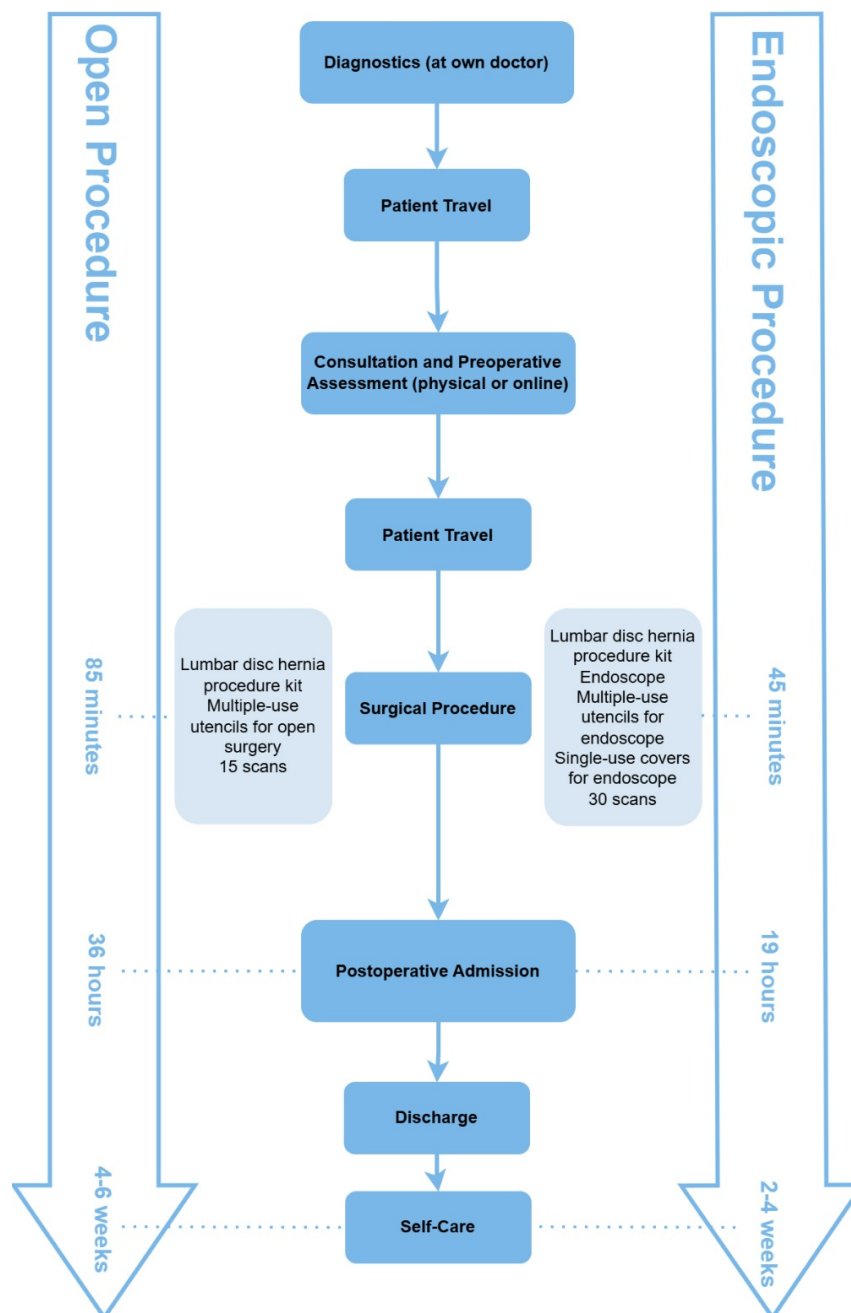 Open Procedure
Endoscopic Procedure
Diagnostics (at own doctor)
Patient Travel
Consultation and Preoperative
Assessment (physical or online)
Patient Travel
85 minutes
Lumbar disc hernia
procedure kit
Multiple-use
utencils for open
surgery
15 scans
Surgical Procedure
Lumbar disc hernia
procedure kit
Endoscope
Multiple-use
utencils for
endoscope
Single-use covers
for endoscope
30 scans
45 minutes
36 hours
Postoperative Admission
19 hours
Discharge
4-6 weeks
Self-Care
2-4 weeks